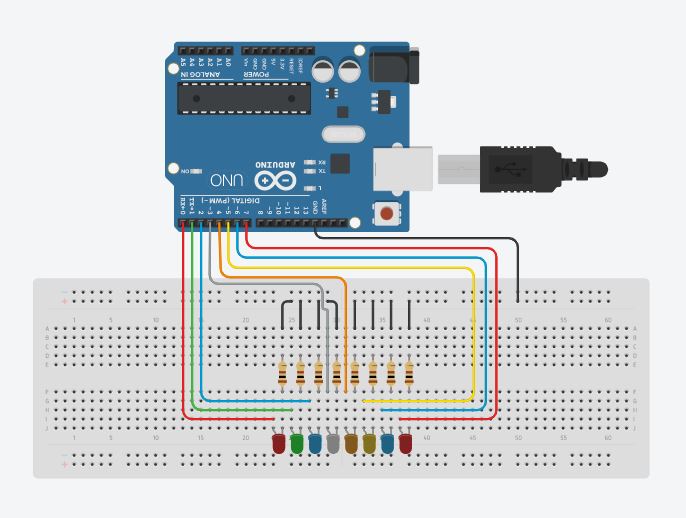 A5 A4 A3 A2 A1 A0 Vin GND GND 5V 3.3V RESET IOREF
ANALOG IN POWER
ON
UNO
ARDUINO
RX
TX
L
DIGITAL (PWM~)
RX←0 TX→1 2 ~3 4 ~5 ~6 7 8 ~9 ~10 ~11 12 13 GND AREF
−
+
1 5 10 15 20 25 30 35 40 45 50 55 60
A
B
C
D
E
F
G
H
I
J
1 5 10 15 20 25 30 35 40 45 50 55 60
−
+